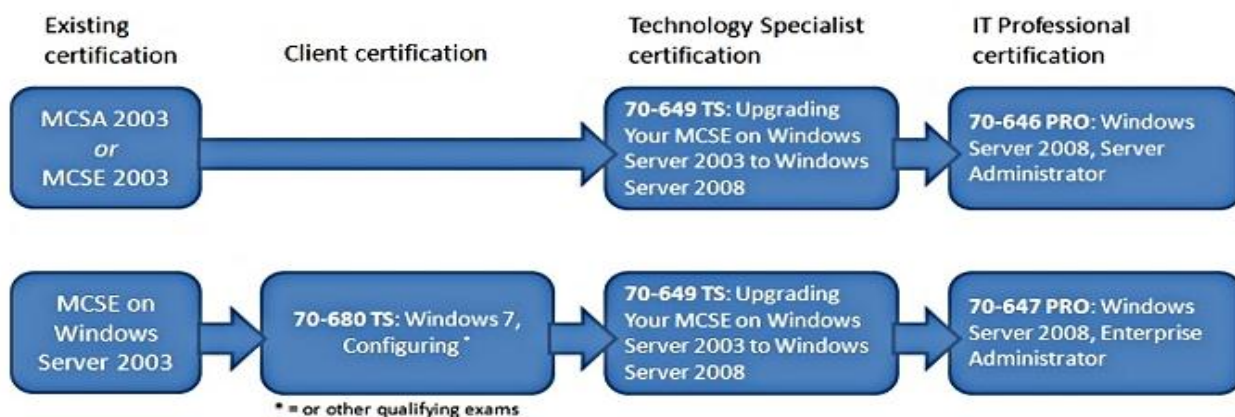 Existing
certification
Client certification
Technology Specialist
certification
IT Professional
certification
MCSA 2003
or
MCSE 2003
70-649 TS: Upgrading
Your MCSE on Windows
Server 2003 to Windows
Server 2008
70-646 PRO: Windows
Server 2008, Server
Administrator
MCSE on
Windows
Server 2003
70-680 TS: Windows 7,
Configuring *
70-649 TS: Upgrading
Your MCSE on Windows
Server 2003 to Windows
Server 2008
70-647 PRO: Windows
Server 2008, Enterprise
Administrator
* = or other qualifying exams